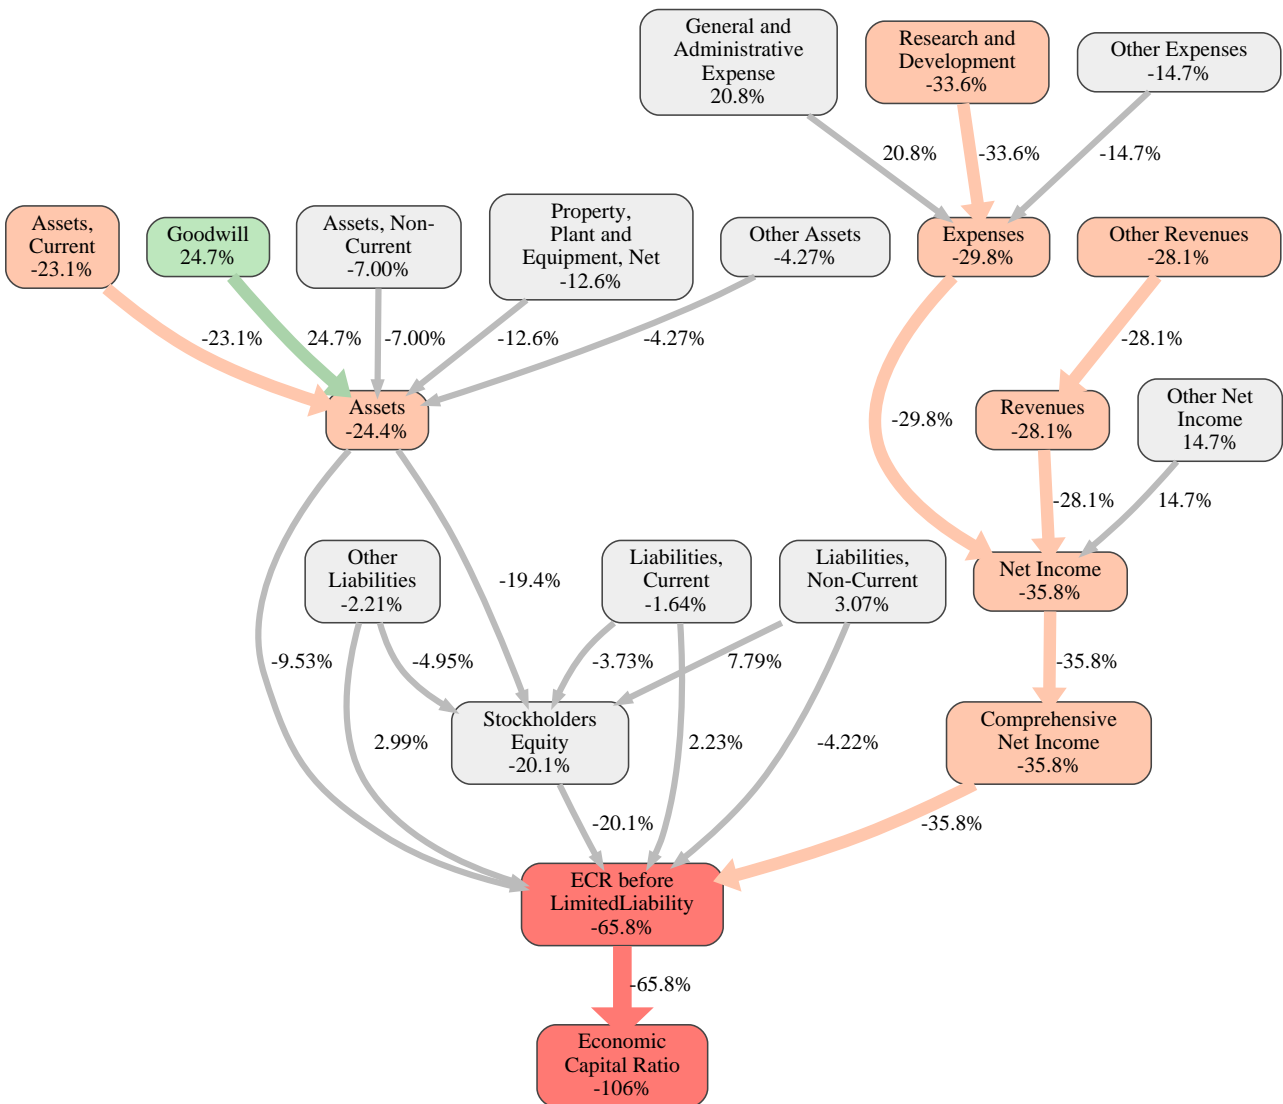 General and
Administrative
Expense
20.8%
Research and
Development
-33.6%
Other Expenses
-14.7%
20.8%
-33.6%
-14.7%
Assets,
Current
-23.1%
Goodwill
24.7%
Assets, Non-
Current
-7.00%
Property,
Plant and
Equipment, Net
-12.6%
Other Assets
-4.27%
Expenses
-29.8%
Other Revenues
-28.1%
-23.1%
24.7%
-7.00%
-12.6%
-4.27%
-28.1%
Assets
-24.4%
-29.8%
Revenues
-28.1%
Other Net
Income
14.7%
-28.1%
14.7%
Other
Liabilities
-2.21%
-19.4%
Liabilities,
Current
-1.64%
Liabilities,
Non-Current
3.07%
Net Income
-35.8%
-9.53%
-4.95%
-3.73%
7.79%
-35.8%
2.99%
Stockholders
Equity
-20.1%
2.23%
-4.22%
Comprehensive
Net Income
-35.8%
-20.1%
-35.8%
ECR before
LimitedLiability
-65.8%
-65.8%
Economic
Capital Ratio
-106%